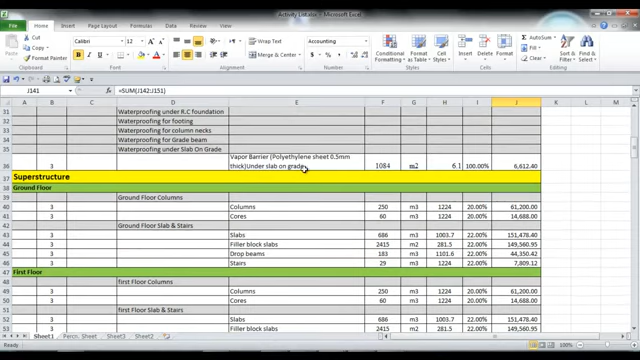 Activity List.xlsx - Microsoft Excel
File Home Insert Page Layout Formulas Data Review View
Cut
Copy
Format Painter
Clipboard
Calibri 11
B I U
Font
Wrap Text
Merge & Center
Alignment
Accounting
Number
Conditional Formatting Format as Table Cell Styles
Styles
Insert Delete Format
Cells
AutoSum
Fill
Clear
Sort & Filter Find & Select
Editing
J141 =SUM(J142:J151)
A B C D E F G H I J K L M
31 Waterproofing under R.C foundation
32 Waterproofing for footing
33 Waterproofing for column necks
34 Waterproofing for Grade beam
35 Waterproofing under Slab On Grade
Vapor Barrier (Polyethylene sheet 0.5mm
36 3 thick)Under slab on grade 1084 m2 6.1 100.00% 6,612.40
37 Superstructure
38 Ground Floor
39 Ground Floor Columns
40 3 Columns 250 m3 1224 20.00% 61,200.00
41 3 Cores 60 m3 1224 20.00% 14,688.00
42 Ground Floor Slab & Stairs
43 3 Slabs 686 m3 1003.7 22.00% 151,478.40
44 3 Filler block slabs 2415 m2 281.5 22.00% 149,560.95
45 3 Drop beams 183 m3 1101.6 22.00% 44,350.42
46 3 Stairs 29 m3 1224 22.00% 7,809.12
47 First Floor
48 first Floor Columns
49 3 Columns 250 m3 1224 20.00% 61,200.00
50 3 Cores 60 m3 1224 20.00% 14,688.00
51 first Floor Slab & Stairs
52 3 Slabs 686 m3 1003.7 22.00% 151,478.40
53 3 Filler block slabs 2415 m2 281.5 22.00% 149,560.95
Sheet1 Percn. Sheet Sheet2 Sheet3
Ready 100%